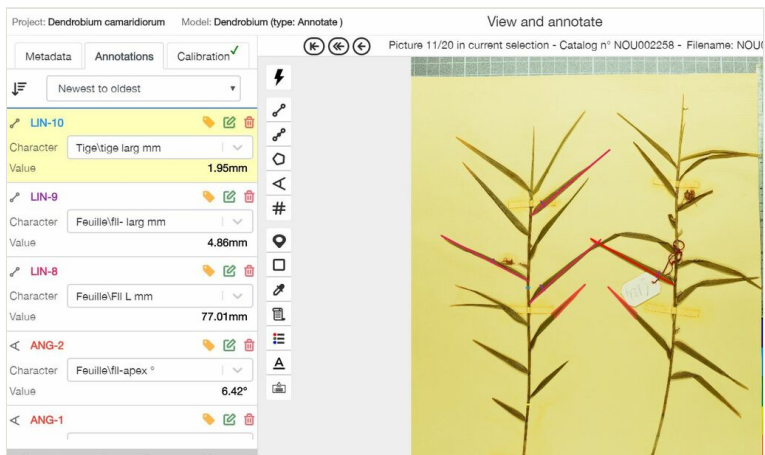 Project: Dendrobium camaridiorum Model: Dendrobium (type: Annotate )
View and annotate
Metadata Annotations Calibration
Picture 11/20 in current selection - Catalog n° NOU002258 - Filename: NOU
Newest to oldest
LIN-10
Character Tige\tige larg mm
Value 1.95mm
LIN-9
Character Feuille\fll- larg mm
Value 4.86mm
LIN-8
Character Feuille\Fll L mm
Value 77.01mm
ANG-2
Character Feuille\fll-apex °
Value 6.42°
ANG-1